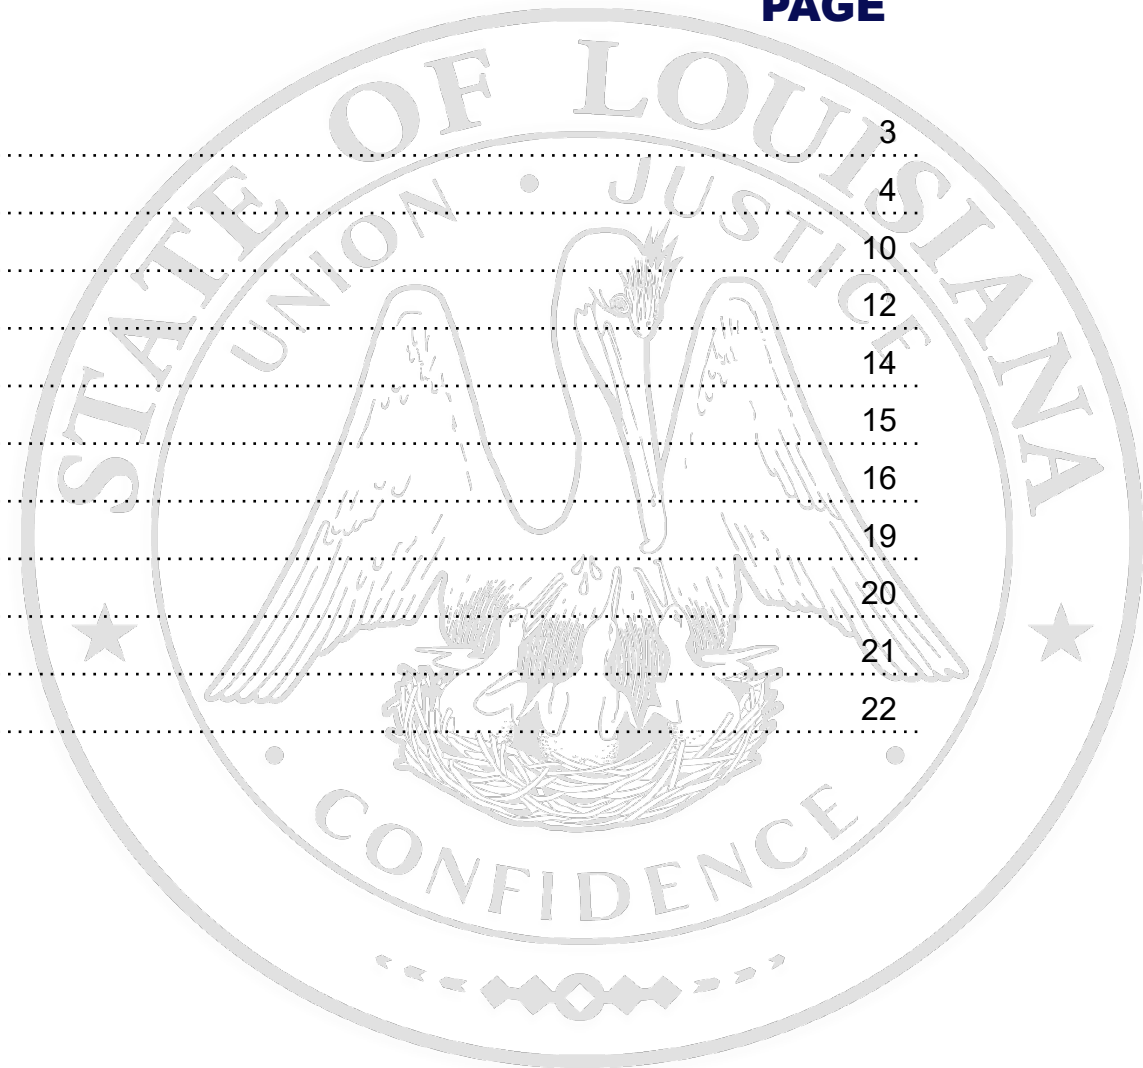 PAGE
STATE OF LOUISIANA
UNION • JUSTICE
3
4
10
12
14
15
16
19
20
21
22
CONFIDENCE